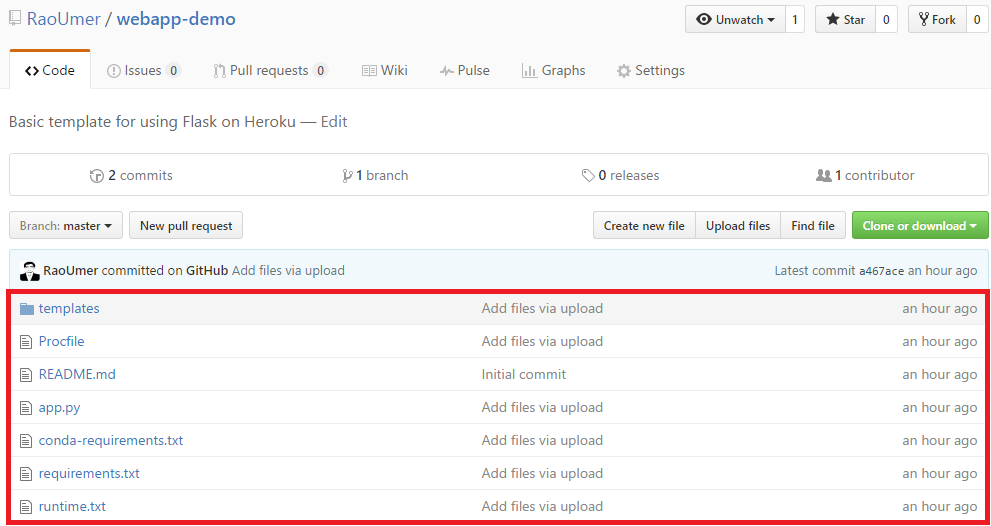 RaoUmer / webapp-demo Unwatch 1 Star 0 Fork 0
Code Issues 0 Pull requests 0 Wiki Pulse Graphs Settings
Basic template for using Flask on Heroku — Edit
2 commits 1 branch 0 releases 1 contributor
Branch: master New pull request Create new file Upload files Find file Clone or download
RaoUmer committed on GitHub Add files via upload Latest commit a467ace an hour ago
templates Add files via upload an hour ago
Procfile Add files via upload an hour ago
README.md Initial commit an hour ago
app.py Add files via upload an hour ago
conda-requirements.txt Add files via upload an hour ago
requirements.txt Add files via upload an hour ago
runtime.txt Add files via upload an hour ago